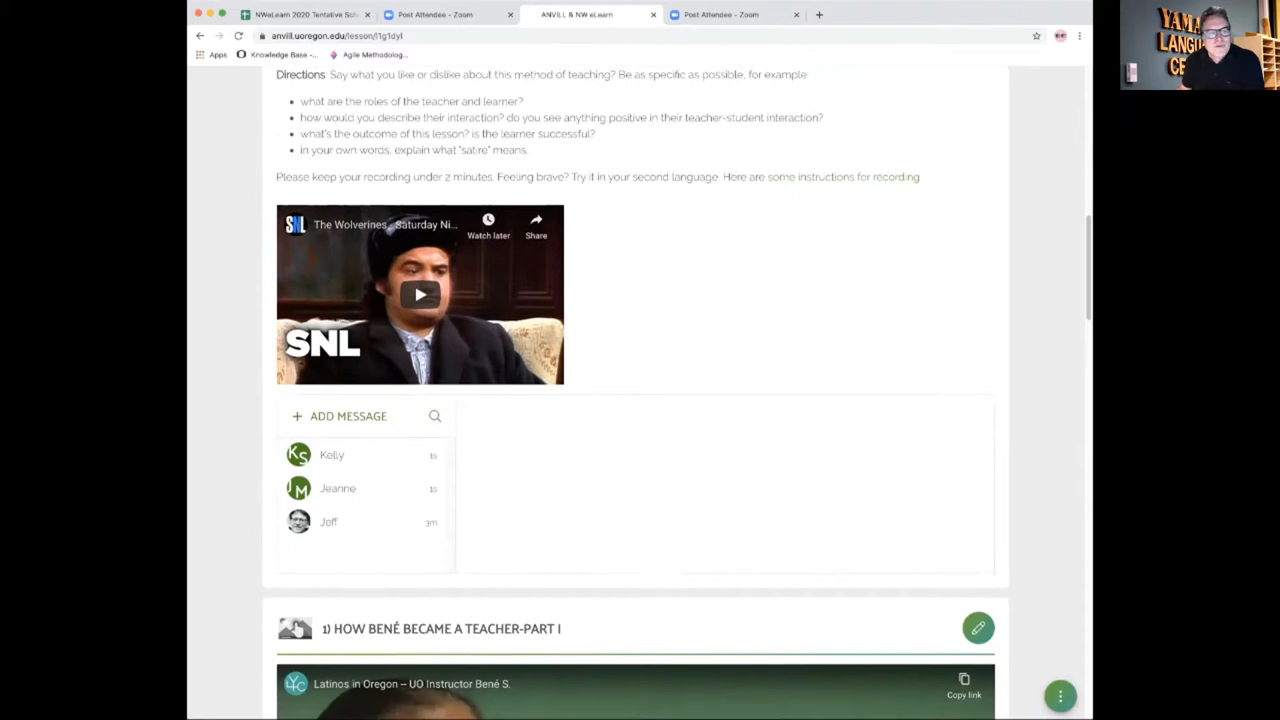 NWeLearn 2020 Tentative Sch
Post Attendee - Zoom
ANVILL & NW eLearn
Post Attendee - Zoom
anvill.uoregon.edu/lesson/l1g1dyl
Apps
Knowledge Base -...
Agile Methodolog...
YAMA
LANGU
CE
Directions Say what you like or dislike about this method of teaching? Be as specific as possible, for example:
what are the roles of the teacher and learner?
how would you describe their interaction? do you see anything positive in their teacher-student interaction?
what's the outcome of this lesson? is the learner successful?
in your own words, explain what "satire" means.
Please keep your recording under 2 minutes. Feeling brave? Try it in your second language. Here are some instructions for recording
SNL
The Wolverines - Saturday Ni...
Watch later
Share
SNL
+ ADD MESSAGE
KS Kelly 1s
JM Jeanne 1s
Jeff 3m
1) HOW BENÉ BECAME A TEACHER-PART I
Latinos in Oregon – UO Instructor Bené S.
Copy link